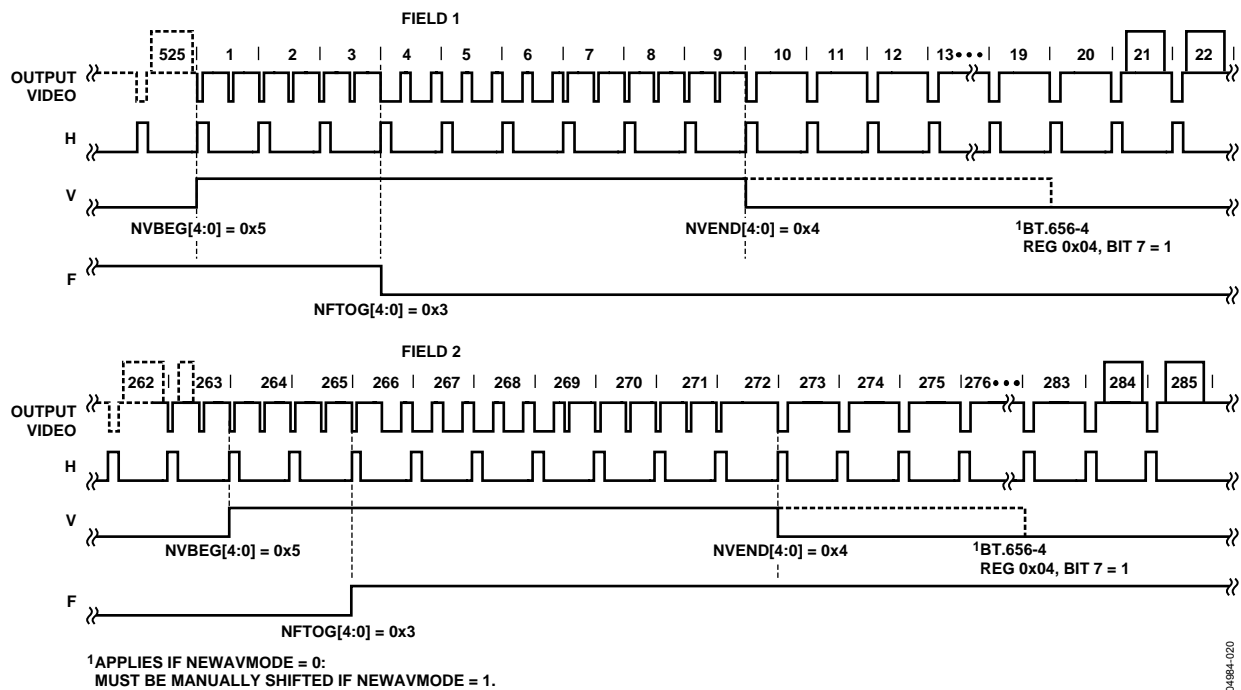 FIELD 1
525 1 2 3 4 5 6 7 8 9 10 11 12 13••• 19 20 21 22
OUTPUT
VIDEO
H
V
NVBEG[4:0] = 0x5
NVEND[4:0] = 0x4
1BT.656-4
REG 0x04, BIT 7 = 1
F
NFTOG[4:0] = 0x3
FIELD 2
262 263 264 265 266 267 268 269 270 271 272 273 274 275 276••• 283 284 285
OUTPUT
VIDEO
H
V
NVBEG[4:0] = 0x5
NVEND[4:0] = 0x4
1BT.656-4
REG 0x04, BIT 7 = 1
F
NFTOG[4:0] = 0x3
1APPLIES IF NEWAVMODE = 0:
MUST BE MANUALLY SHIFTED IF NEWAVMODE = 1.
04984-020